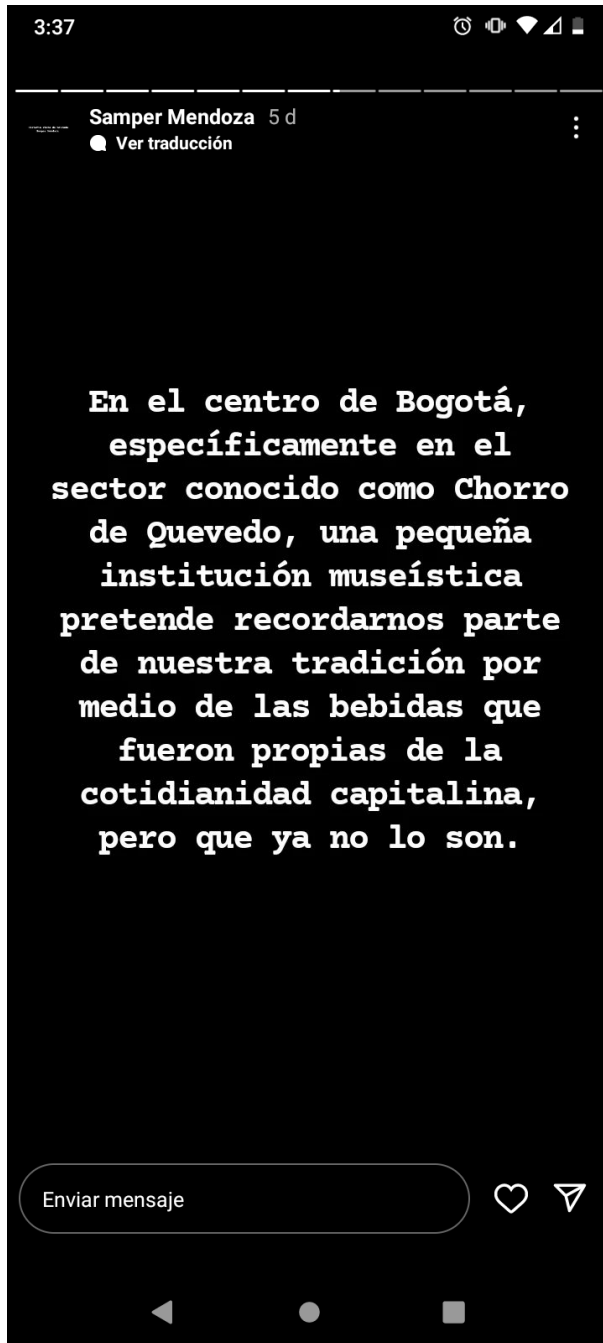 3:37
Samper Mendoza 5 d
Ver traducción
En el centro de Bogotá,
específicamente en el
sector conocido como Chorro
de Quevedo, una pequeña
institución museística
pretende recordarnos parte
de nuestra tradición por
medio de las bebidas que
fueron propias de la
cotidianidad capitalina,
pero que ya no lo son.
Enviar mensaje